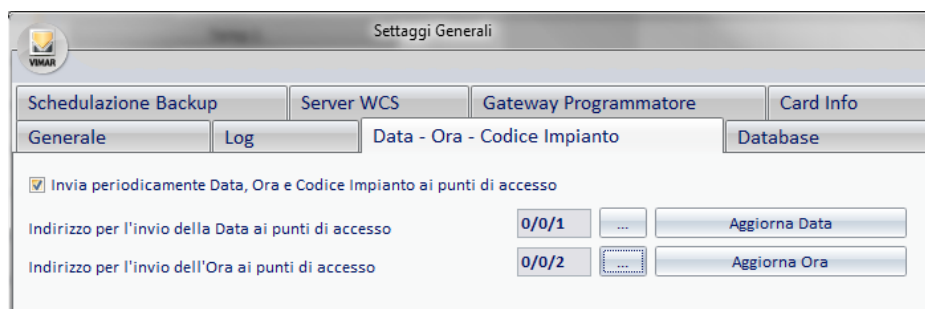 Settaggi Generali
VIMAR
Schedulazione Backup Server WCS Gateway Programmatore Card Info
Generale Log Data - Ora - Codice Impianto Database
Invia periodicamente Data, Ora e Codice Impianto ai punti di accesso
Indirizzo per l'invio della Data ai punti di accesso 0/0/1 ... Aggiorna Data
Indirizzo per l'invio dell'Ora ai punti di accesso 0/0/2 ... Aggiorna Ora